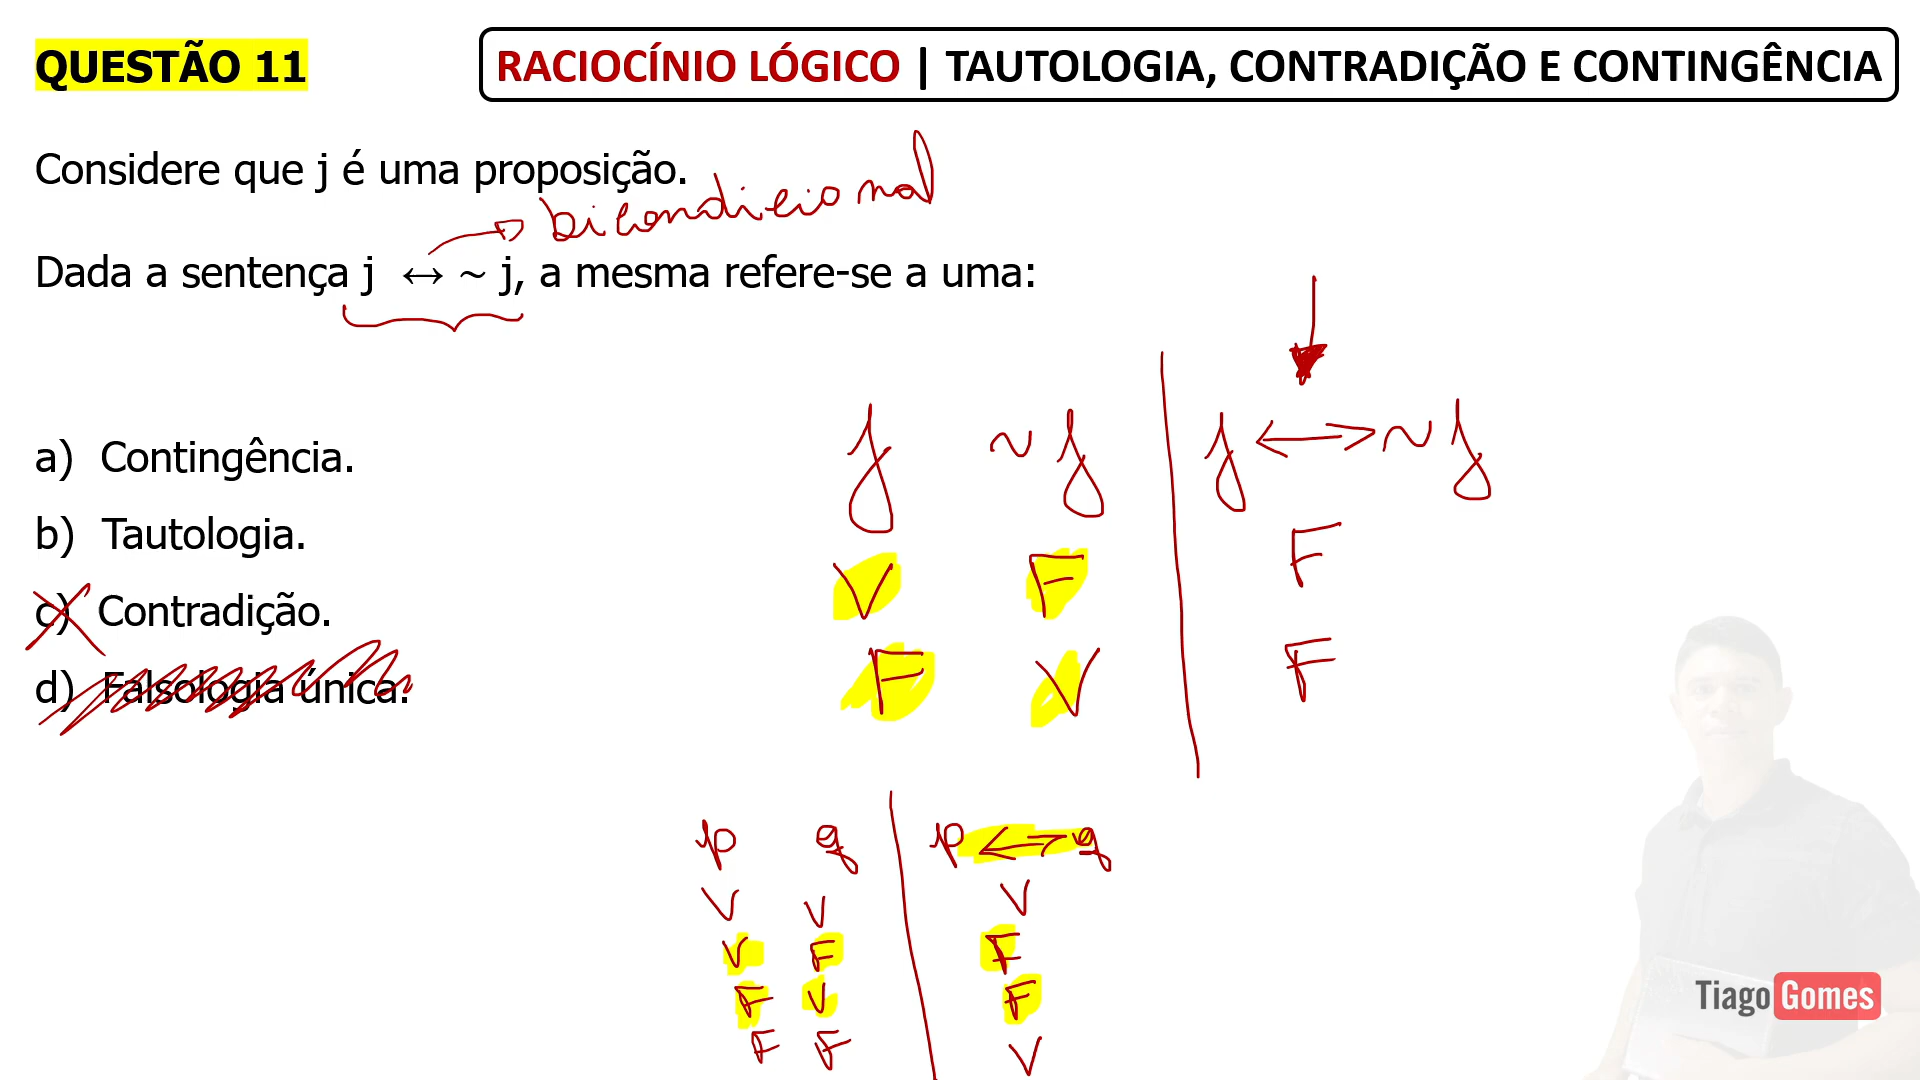 QUESTÃO 11
RACIOCÍNIO LÓGICO | TAUTOLOGIA, CONTRADIÇÃO E CONTINGÊNCIA
Considere que j é uma proposição.
bicondicional
Dada a sentença j ↔ ~ j, a mesma refere-se a uma:
a) Contingência.
b) Tautologia.
c) Contradição.
d) Falsologia única.
j ~ j j ↔ ~ j
V F F
F V F
p q p ↔ q
V V V
V F F
F V F
F F V
Tiago Gomes